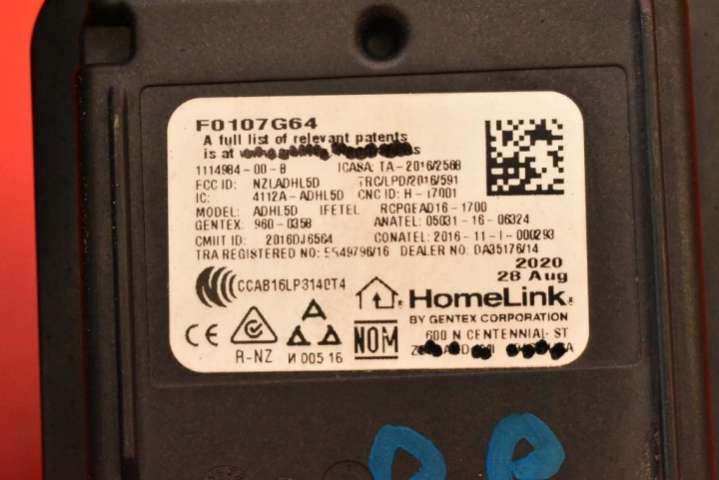 F0107G64
A full list of relevant patents
is at
1114984-00-B ICASA: TA-2016/2568
FCC ID: NZLADHL5D TRC/LPD/2016/591
IC: 4112A-ADHL5D CNC ID: H-17001
MODEL: ADHL5D IFETEL RCPGEAD16-1700
GENTEX: 960-0358 ANATEL: 05031-16-06324
CMIIT ID: 2016DJ6564 CONATEL: 2016-11-I-000293
TRA REGISTERED NO: ER49796/16 DEALER NO: DA35176/14
2020
28 Aug
CCAB16LP3140T4
HomeLink
BY GENTEX CORPORATION
600 N CENTENNIAL ST
CE R-NZ И 005 16 NOM